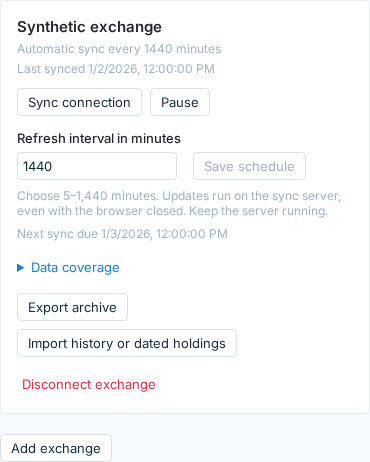 Synthetic exchange
Automatic sync every 1440 minutes
Last synced 1/2/2026, 12:00:00 PM
Sync connection Pause
Refresh interval in minutes
1440 Save schedule
Choose 5–1,440 minutes. Updates run on the sync server,
even with the browser closed. Keep the server running.
Next sync due 1/3/2026, 12:00:00 PM
Data coverage
Export archive
Import history or dated holdings
Disconnect exchange
Add exchange